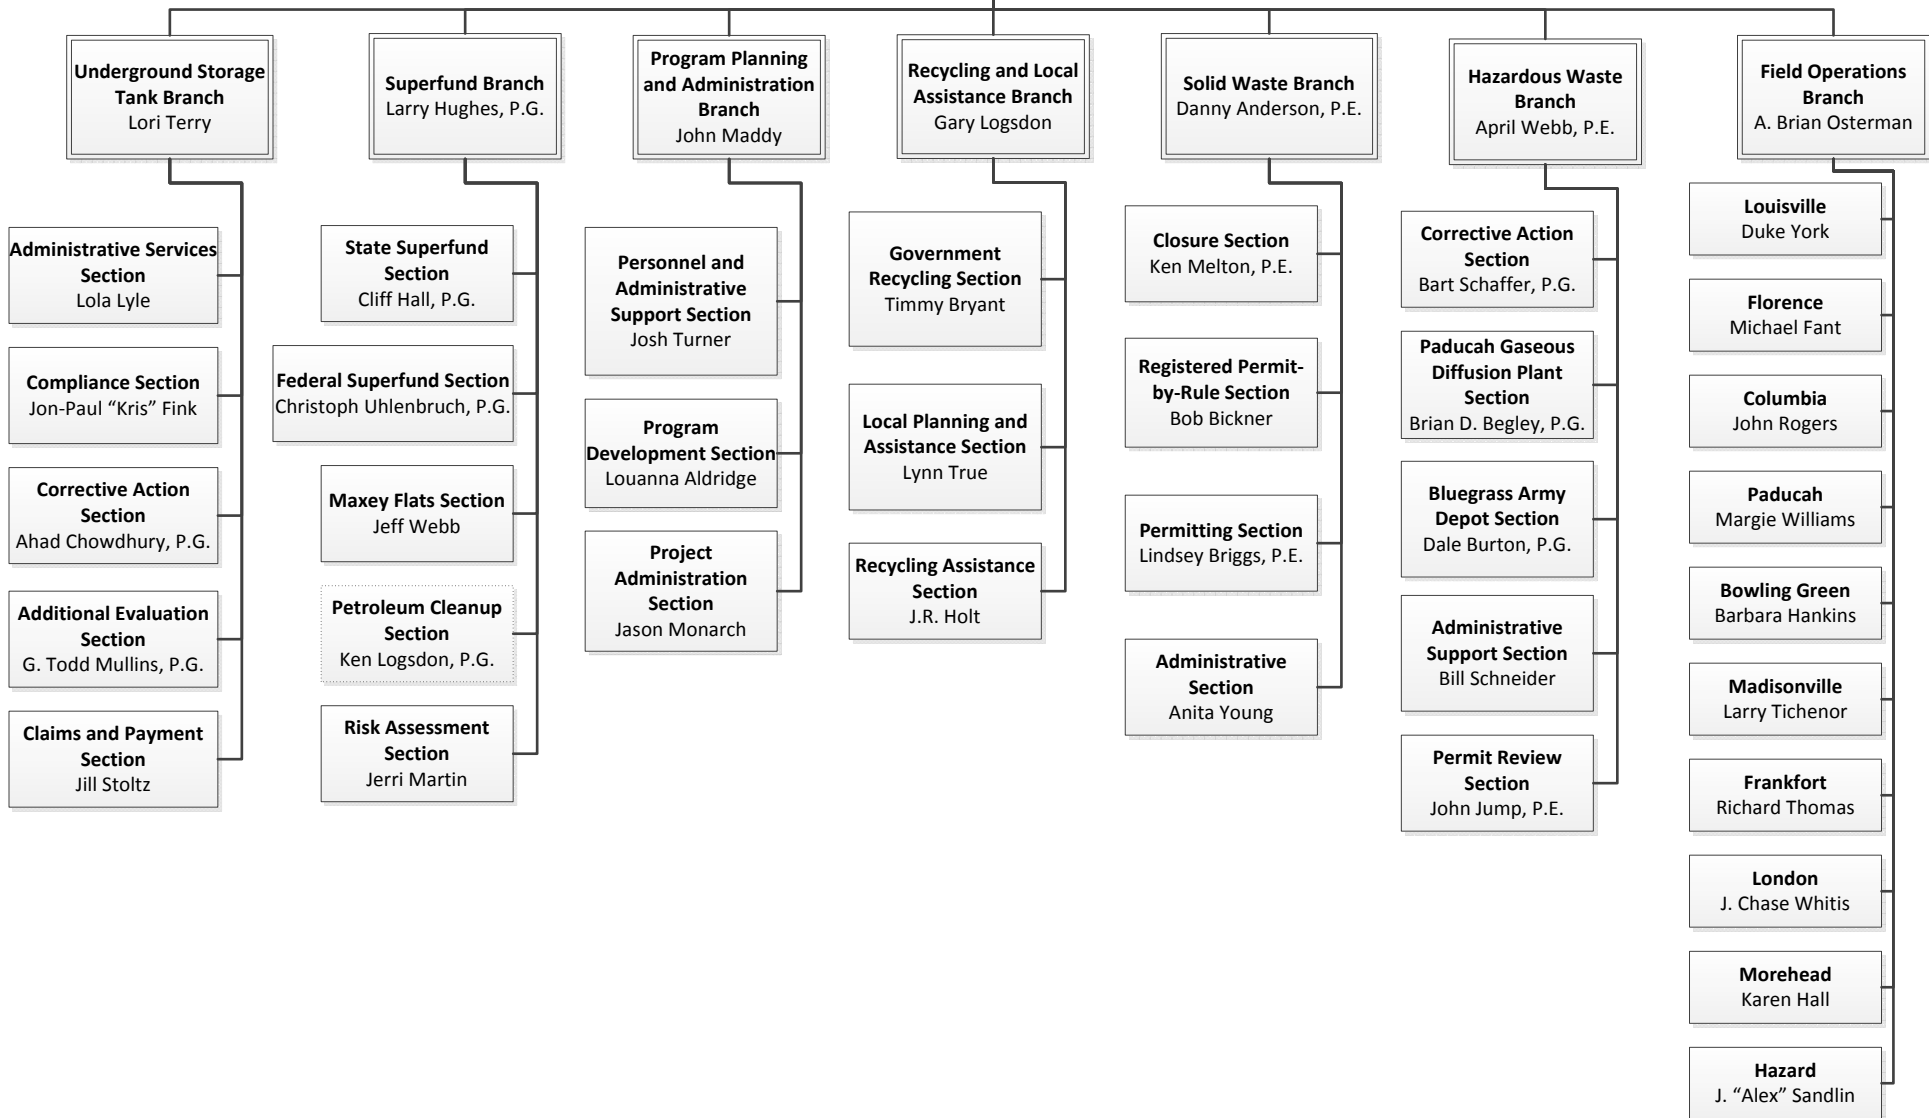 Underground Storage
Tank Branch
Lori Terry
Administrative Services
Section
Lola Lyle
Compliance Section
Jon-Paul “Kris” Fink
Corrective Action
Section
Ahad Chowdhury, P.G.
Additional Evaluation
Section
G. Todd Mullins, P.G.
Claims and Payment
Section
Jill Stoltz
Superfund Branch
Larry Hughes, P.G.
State Superfund
Section
Cliff Hall, P.G.
Federal Superfund Section
Christoph Uhlenbruch, P.G.
Maxey Flats Section
Jeff Webb
Petroleum Cleanup
Section
Ken Logsdon, P.G.
Risk Assessment
Section
Jerri Martin
Program Planning
and Administration
Branch
John Maddy
Personnel and
Administrative
Support Section
Josh Turner
Program
Development Section
Louanna Aldridge
Project
Administration
Section
Jason Monarch
Recycling and Local
Assistance Branch
Gary Logsdon
Government
Recycling Section
Timmy Bryant
Local Planning and
Assistance Section
Lynn True
Recycling Assistance
Section
J.R. Holt
Solid Waste Branch
Danny Anderson, P.E.
Closure Section
Ken Melton, P.E.
Registered Permit-
by-Rule Section
Bob Bickner
Permitting Section
Lindsey Briggs, P.E.
Administrative
Section
Anita Young
Hazardous Waste
Branch
April Webb, P.E.
Corrective Action
Section
Bart Schaffer, P.G.
Paducah Gaseous
Diffusion Plant
Section
Brian D. Begley, P.G.
Bluegrass Army
Depot Section
Dale Burton, P.G.
Administrative
Support Section
Bill Schneider
Permit Review
Section
John Jump, P.E.
Field Operations
Branch
A. Brian Osterman
Louisville
Duke York
Florence
Michael Fant
Columbia
John Rogers
Paducah
Margie Williams
Bowling Green
Barbara Hankins
Madisonville
Larry Tichenor
Frankfort
Richard Thomas
London
J. Chase Whitis
Morehead
Karen Hall
Hazard
J. “Alex” Sandlin